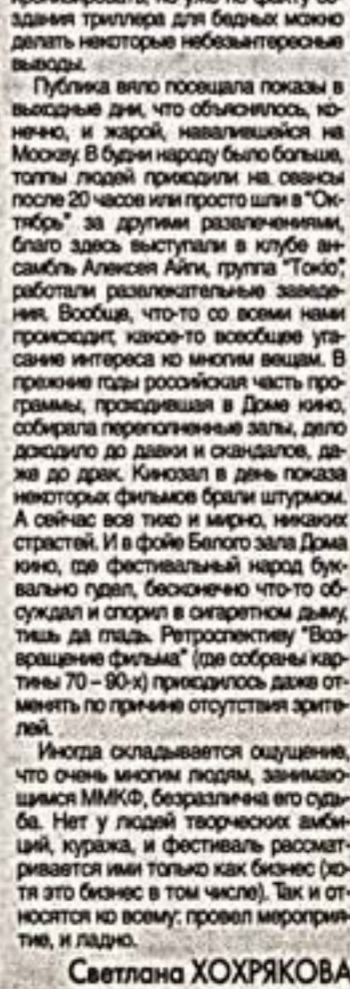 здания триллера для бедных можно
делать некоторые небезынтересные
выводы.
Публика вяло посещала показы в
выходные дни, что объяснялось, ко-
нечно, и жарой, навалившейся на
Москву. В будни народу было больше,
толпы людей приходили на сеансы
после 20 часов или просто шли в "Ок-
тябрь" за другими развлечениями,
благо здесь выступали в клубе ан-
самбль Алексея Айги, группа "Токио",
работали развлекательные заведе-
ния. Вообще, что-то со всеми нами
происходит, какое-то всеобщее уга-
сание интереса ко многим вещам. В
прежние годы российская часть про-
граммы, проходившая в Доме кино,
собирала переполненные залы, дело
доходило до давки и скандалов, да-
же до драк. Кинозал в день показа
некоторых фильмов брали штурмом.
А сейчас все тихо и мирно, никаких
страстей. И в фойе Белого зала Дома
кино, где фестивальный народ бук-
вально гудел, бесконечно что-то об-
суждал и спорил в сигаретном дыму,
тишь да гладь. Ретроспективу "Воз-
вращение фильма" (где собраны кар-
тины 70 – 90-х) приходилось даже от-
менять по причине отсутствия зрите-
лей.
Иногда складывается ощущение,
что очень многим людям, занимаю-
щимся ММКФ, безразлична его судь-
ба. Нет у людей творческих амби-
ций, куража, и фестиваль рассмат-
ривается ими только как бизнес (хо-
тя это бизнес в том числе). Так и от-
носятся ко всему: провел мероприя-
тие, и ладно.
Светлана ХОХРЯКОВА